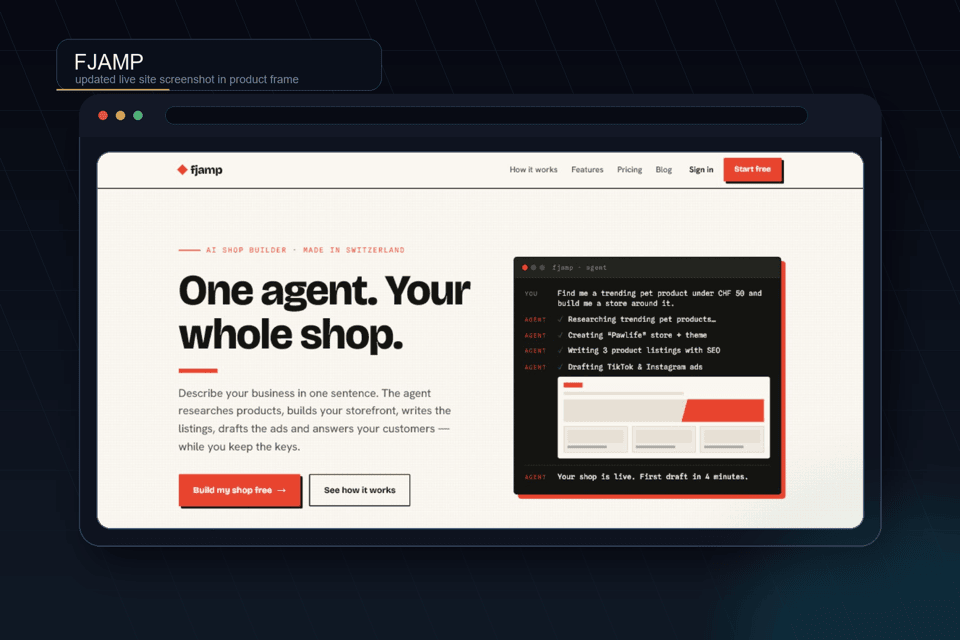 FJAMP
updated live site screenshot in product frame
fjamp
How it works Features Pricing Blog Sign in Start free
AI SHOP BUILDER · MADE IN SWITZERLAND
One agent. Your
whole shop.
Describe your business in one sentence. The agent
researches products, builds your storefront, writes the
listings, drafts the ads and answers your customers —
while you keep the keys.
Build my shop free →
See how it works
fjamp · agent
YOU Find me a trending pet product under CHF 50 and
build me a store around it.
AGENT ✓ Researching trending pet products…
AGENT ✓ Creating "Pawlife" store + theme
AGENT ✓ Writing 3 product listings with SEO
AGENT ✓ Drafting TikTok & Instagram ads
AGENT Your shop is live. First draft in 4 minutes.